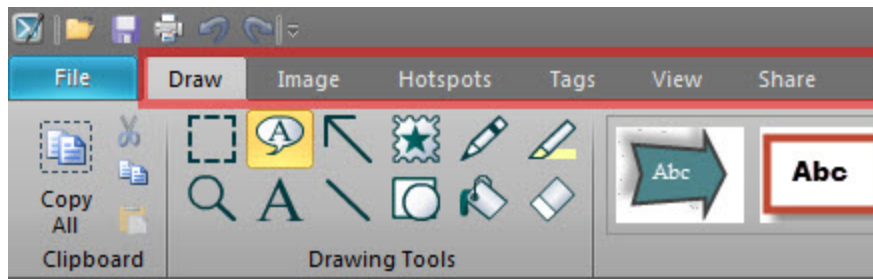 File Draw Image Hotspots Tags View Share
Copy
All
A
A
Abc
Abc
Clipboard
Drawing Tools